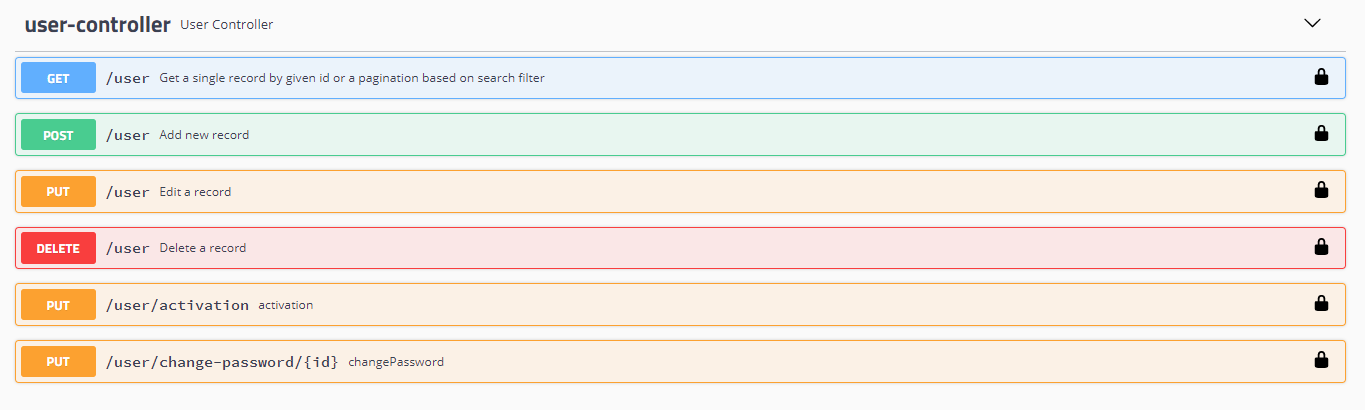 user-controller User Controller
GET /user Get a single record by given id or a pagination based on search filter
POST /user Add new record
PUT /user Edit a record
DELETE /user Delete a record
PUT /user/activation activation
PUT /user/change-password/{id} changePassword